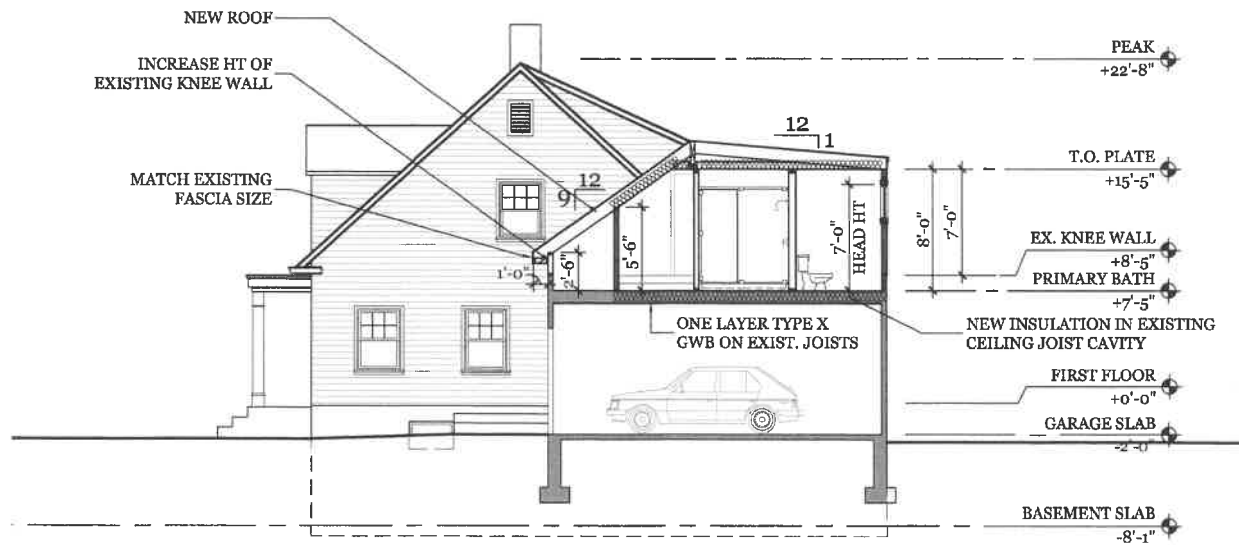 NEW ROOF
INCREASE HT OF
EXISTING KNEE WALL
MATCH EXISTING
FASCIA SIZE
9
12
12
1
1'-0"
2'-6"
5'-6"
7'-0"
HEAD HT
8'-0"
7'-0"
PEAK
+22'-8"
T.O. PLATE
+15'-5"
EX. KNEE WALL
+8'-5"
PRIMARY BATH
+7'-5"
ONE LAYER TYPE X
GWB ON EXIST. JOISTS
NEW INSULATION IN EXISTING
CEILING JOIST CAVITY
FIRST FLOOR
+0'-0"
GARAGE SLAB
-2'-0"
BASEMENT SLAB
-8'-1"